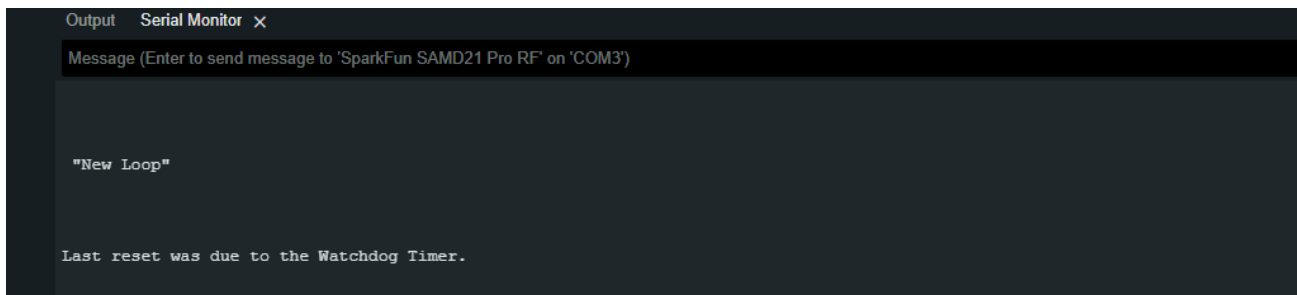 Output Serial Monitor ×
Message (Enter to send message to 'SparkFun SAMD21 Pro RF' on 'COM3')
"New Loop"
Last reset was due to the Watchdog Timer.